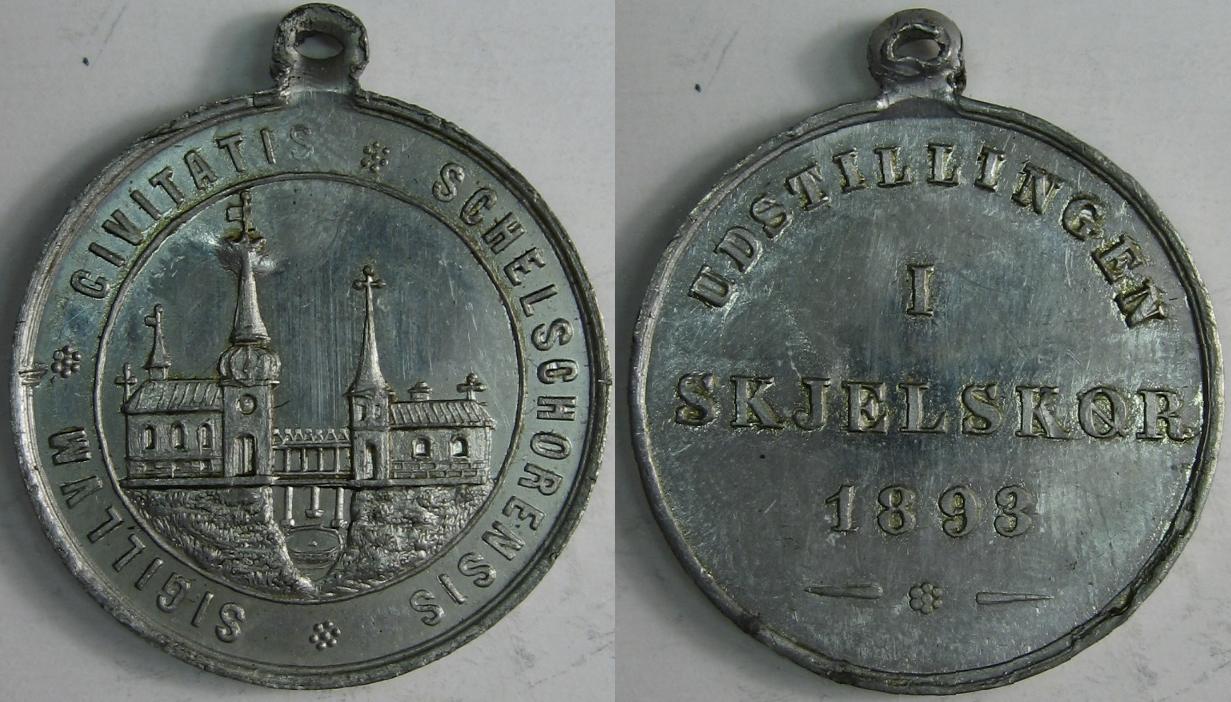 SIGILLVM CIVITATIS SCHELSCHORENSIS
UDSTILLINGEN
I
SKJELSKØR
1893